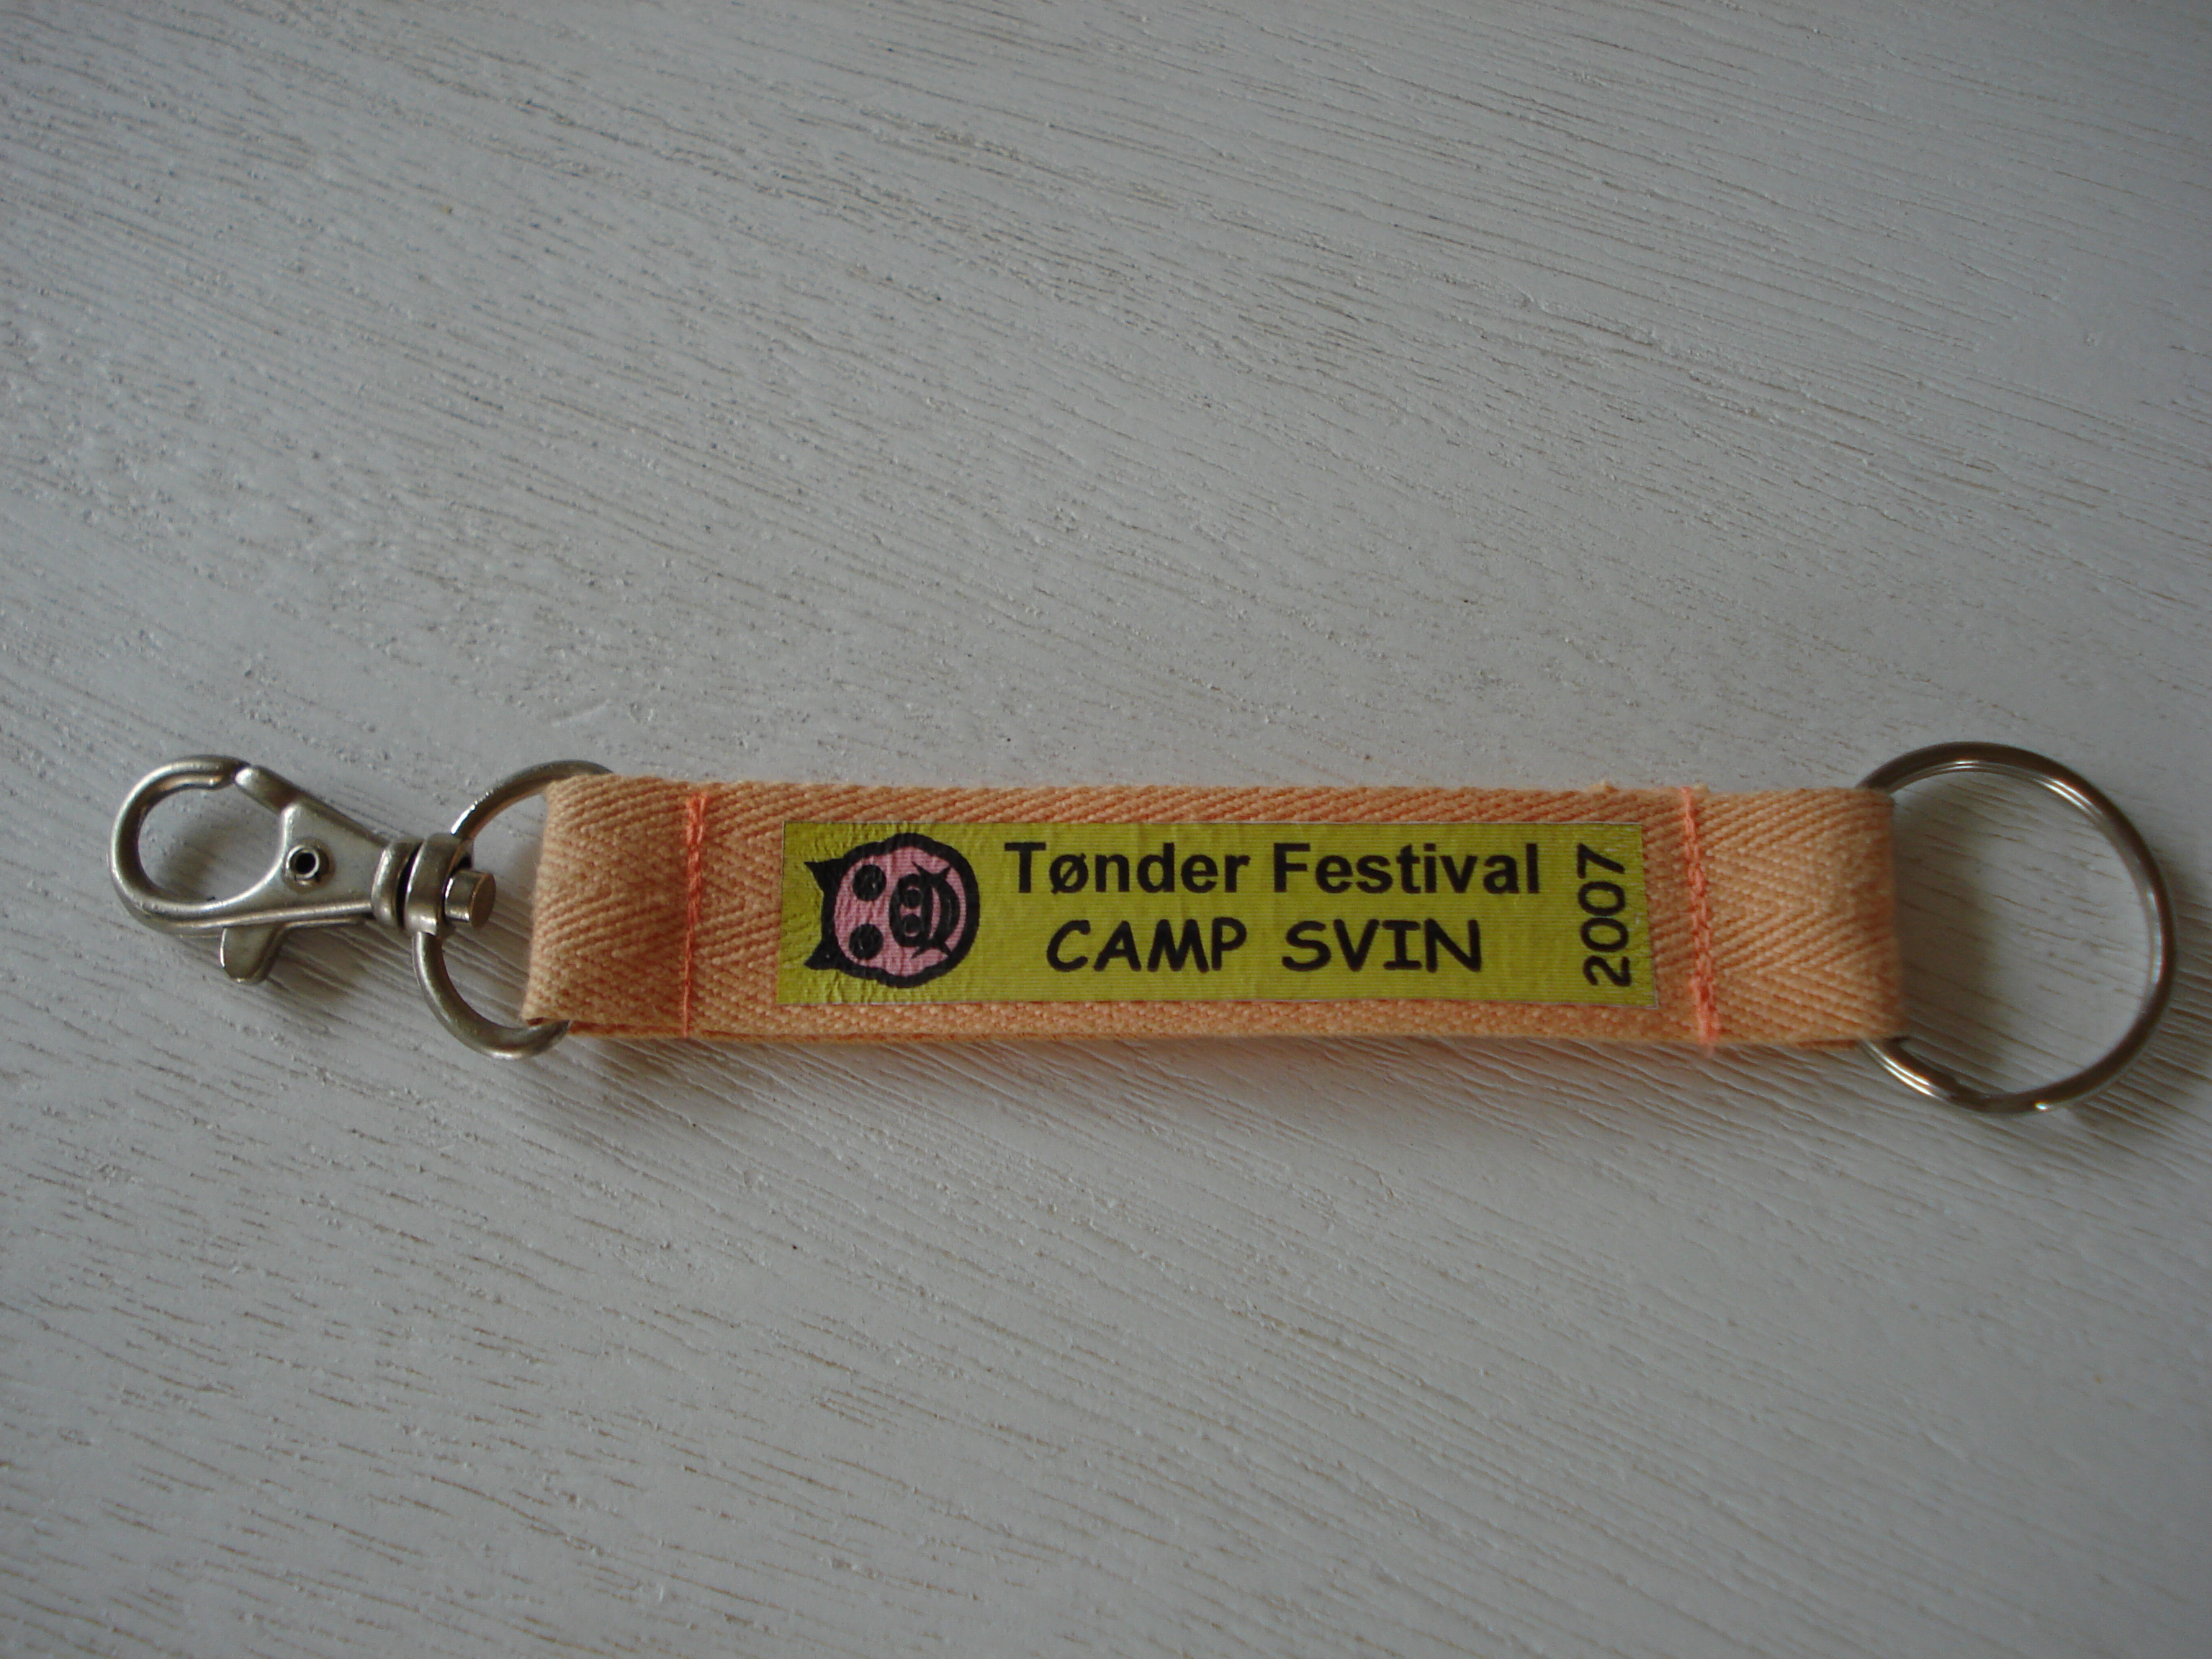 Tønder Festival
CAMP SVIN
2007